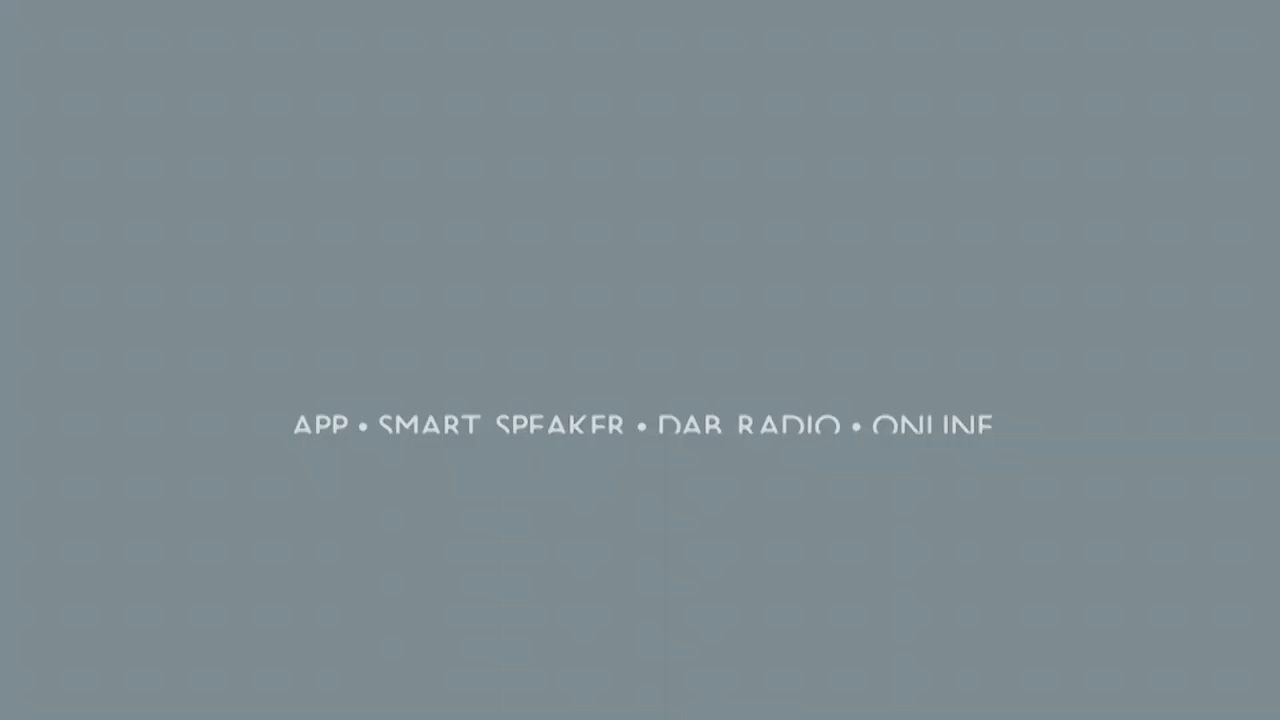 APP • SMART SPEAKER • DAB RADIO • ONLINE